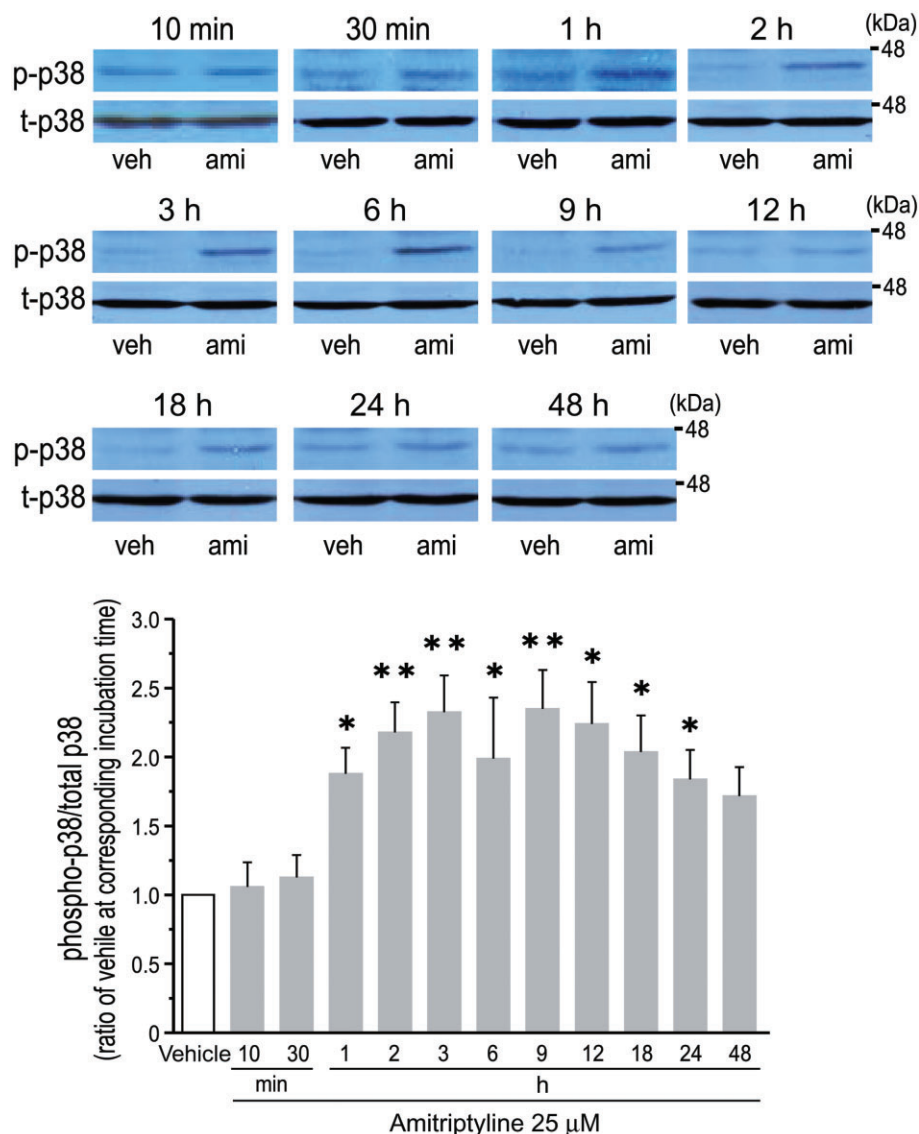 10 min 30 min 1 h 2 h (kDa)
48
p-p38
48
t-p38
veh ami veh ami veh ami veh ami
3 h 6 h 9 h 12 h (kDa)
48
p-p38
48
t-p38
veh ami veh ami veh ami veh ami
18 h 24 h 48 h (kDa)
48
p-p38
48
t-p38
veh ami veh ami veh ami
phospho-p38/total p38
(ratio of vehile at corresponding incubation time)
3.0
2.5
2.0
1.5
1.0
0.5
0
* ** ** * ** * * *
Vehicle 10 30 1 2 3 6 9 12 18 24 48
min h
Amitriptyline 25 μM